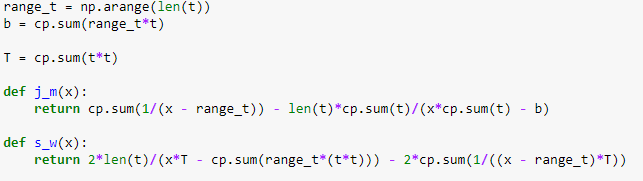 range_t = np.arange(len(t))
b = cp.sum(range_t*t)
T = cp.sum(t*t)
def j_m(x):
return cp.sum(1/(x - range_t)) - len(t)*cp.sum(t)/(x*cp.sum(t) - b)
def s_w(x):
return 2*len(t)/(x*T - cp.sum(range_t*(t*t))) - 2*cp.sum(1/((x - range_t)*T))